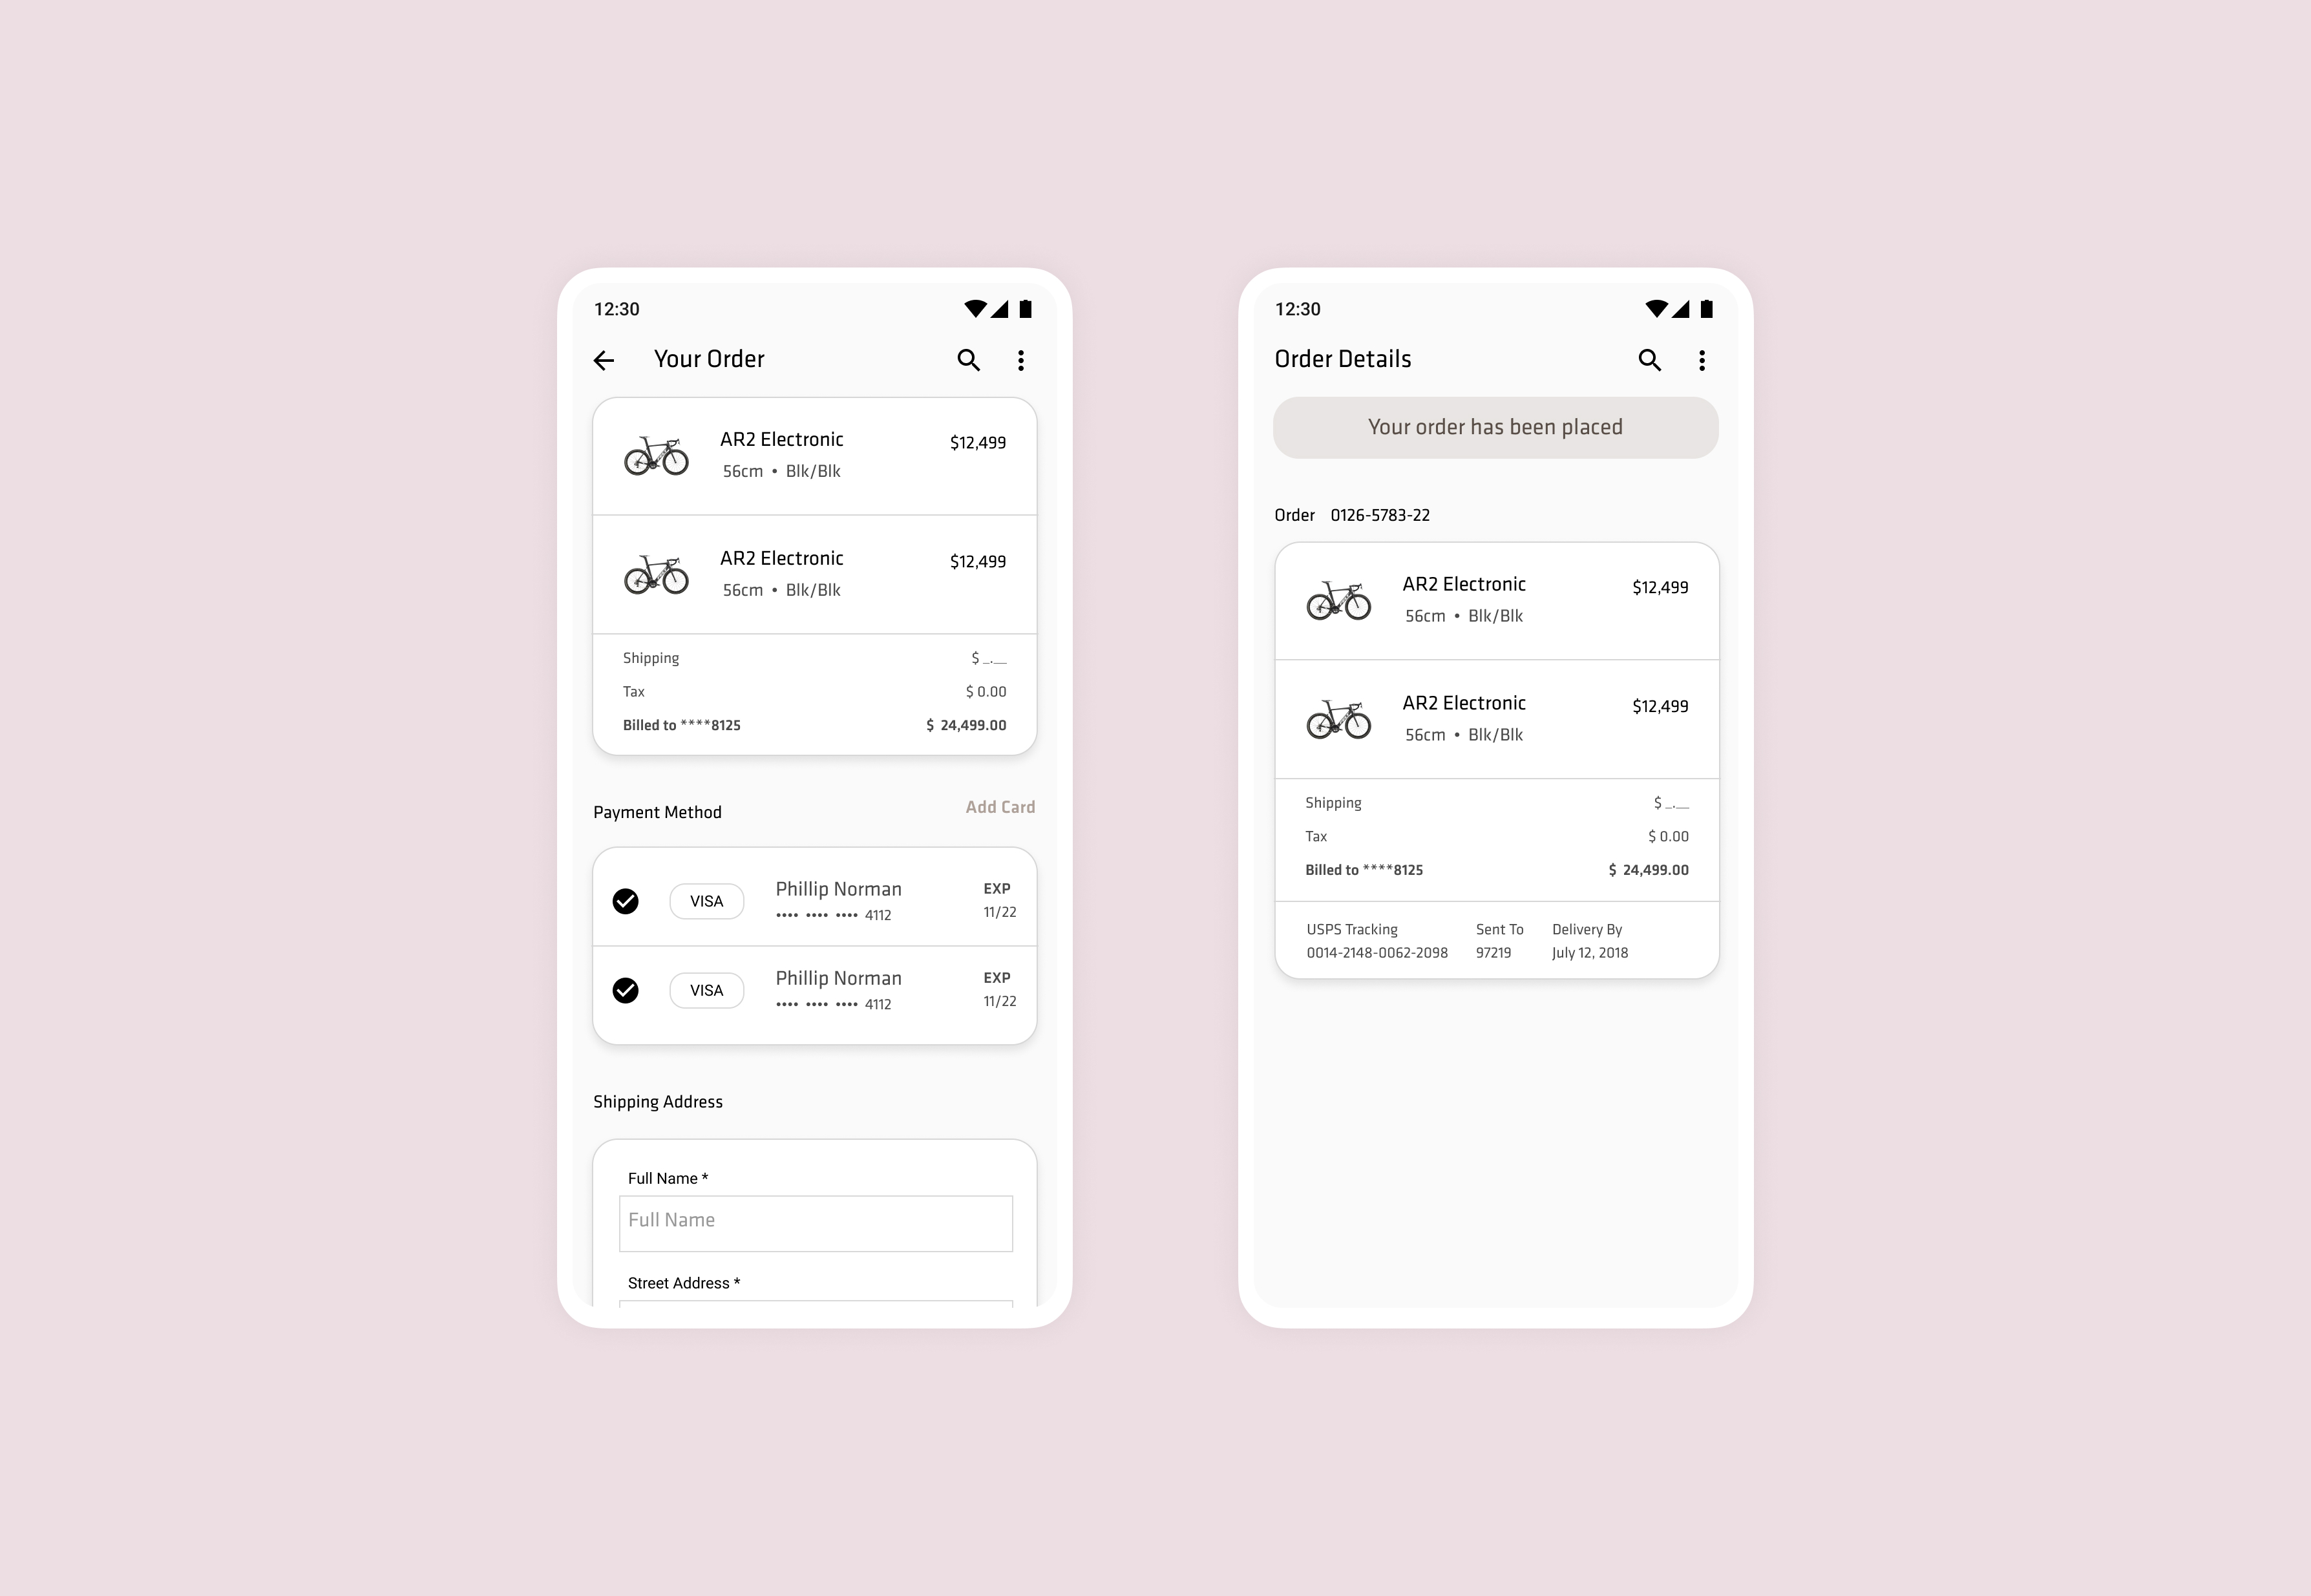 12:30
Your Order
AR2 Electronic $12,499
56cm • Blk/Blk
AR2 Electronic $12,499
56cm • Blk/Blk
Shipping $ _.__
Tax $ 0.00
Billed to ****8125 $ 24,499.00
Payment Method Add Card
VISA Phillip Norman EXP
•••• •••• •••• 4112 11/22
VISA Phillip Norman EXP
•••• •••• •••• 4112 11/22
Shipping Address
Full Name *
Full Name
Street Address *
12:30
Order Details
Your order has been placed
Order 0126-5783-22
AR2 Electronic $12,499
56cm • Blk/Blk
AR2 Electronic $12,499
56cm • Blk/Blk
Shipping $ _.__
Tax $ 0.00
Billed to ****8125 $ 24,499.00
USPS Tracking Sent To Delivery By
0014-2148-0062-2098 97219 July 12, 2018